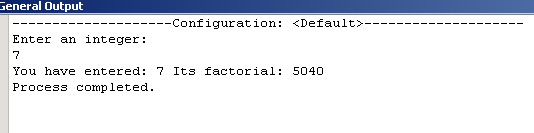 General Output
--------------------Configuration: <Default>--------------------
Enter an integer:
7
You have entered: 7 Its factorial: 5040
Process completed.